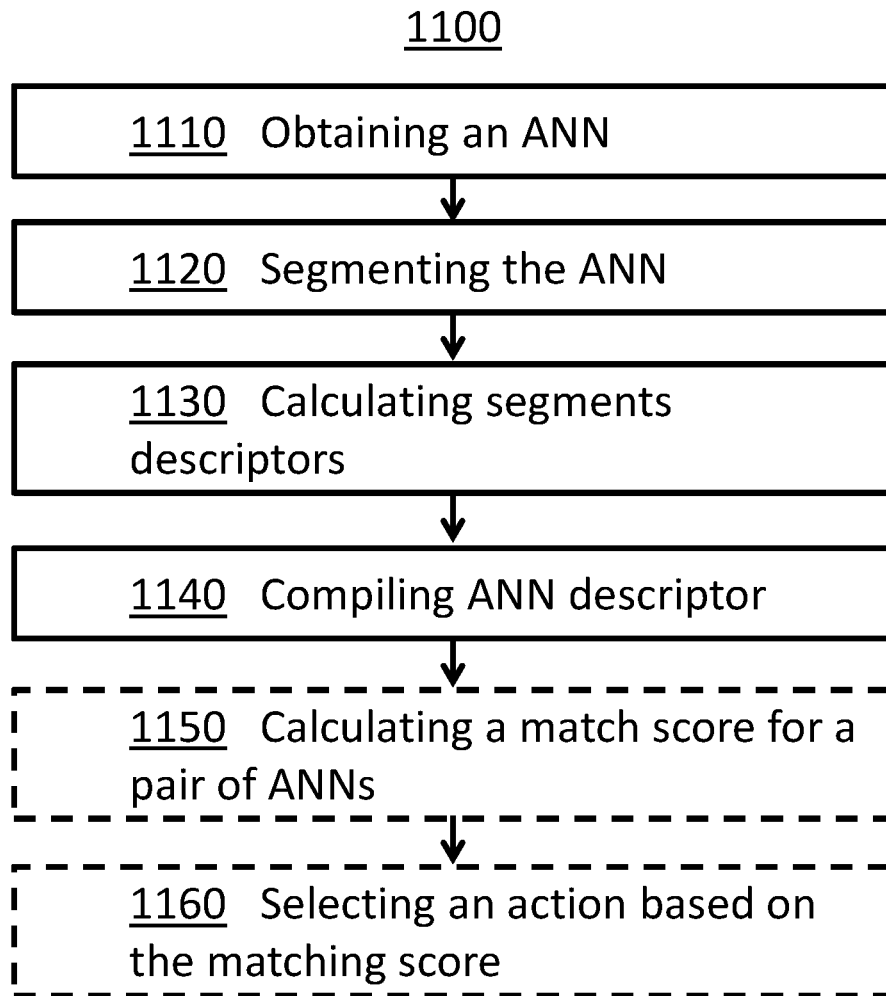 1100
1110 Obtaining an ANN
1120 Segmenting the ANN
1130 Calculating segments
descriptors
1140 Compiling ANN descriptor
1150 Calculating a match score for a
pair of ANNs
1160 Selecting an action based on
the matching score